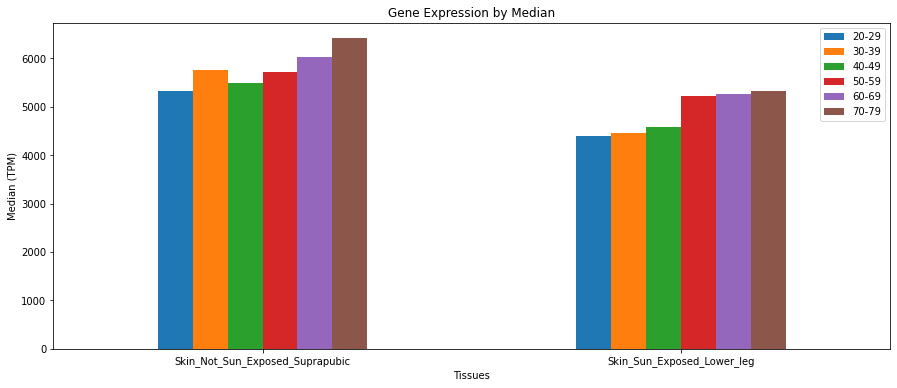 Gene Expression by Median
Median (TPM)
6000
5000
4000
3000
2000
1000
0
20-29
30-39
40-49
50-59
60-69
70-79
Skin_Not_Sun_Exposed_Suprapubic
Skin_Sun_Exposed_Lower_leg
Tissues